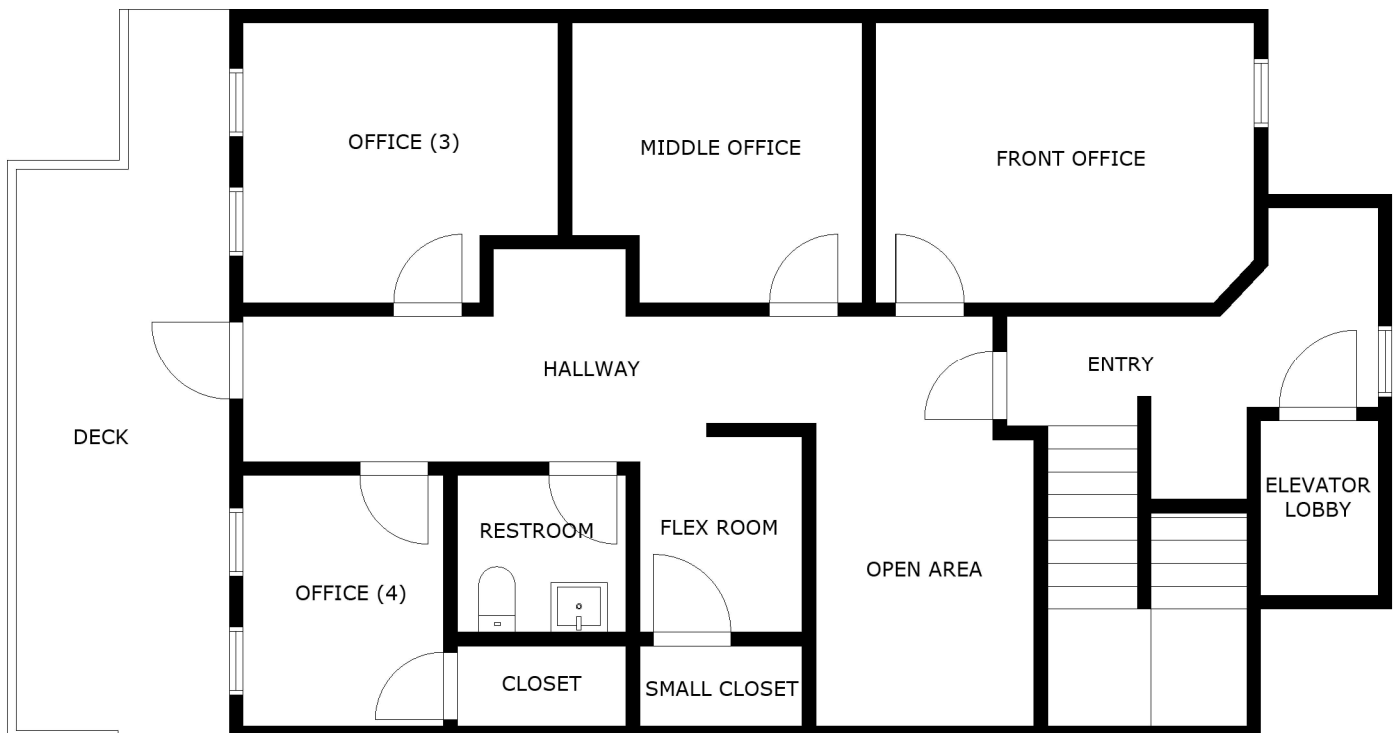 OFFICE (3)
MIDDLE OFFICE
FRONT OFFICE
HALLWAY
ENTRY
DECK
ELEVATOR
LOBBY
RESTROOM
FLEX ROOM
OPEN AREA
OFFICE (4)
CLOSET
SMALL CLOSET